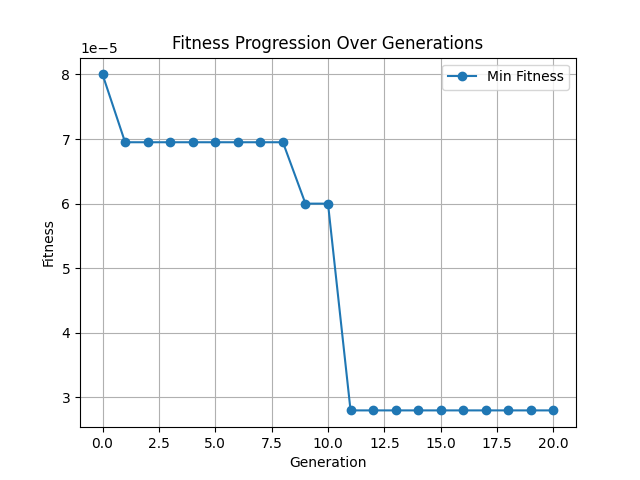 Fitness Progression Over Generations
1e−5
Min Fitness
8
7
6
5
4
3
Fitness
0.0 2.5 5.0 7.5 10.0 12.5 15.0 17.5 20.0
Generation